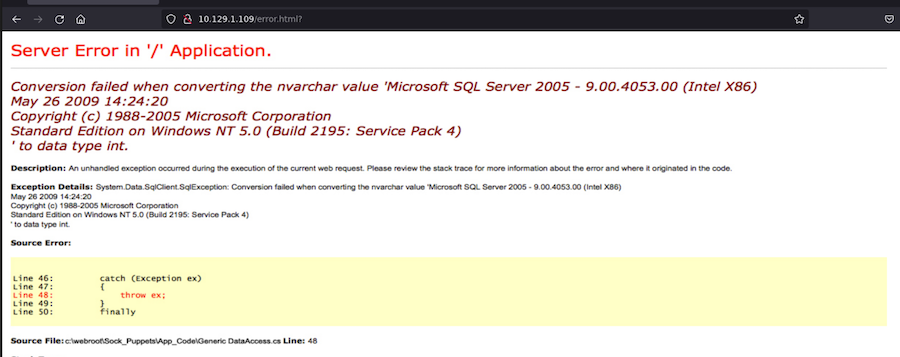 10.129.1.109/error.html?
Server Error in '/' Application.
Conversion failed when converting the nvarchar value 'Microsoft SQL Server 2005 - 9.00.4053.00 (Intel X86)
May 26 2009 14:24:20
Copyright (c) 1988-2005 Microsoft Corporation
Standard Edition on Windows NT 5.0 (Build 2195: Service Pack 4)
' to data type int.
Description: An unhandled exception occurred during the execution of the current web request. Please review the stack trace for more information about the error and where it originated in the code.
Exception Details: System.Data.SqlClient.SqlException: Conversion failed when converting the nvarchar value 'Microsoft SQL Server 2005 - 9.00.4053.00 (Intel X86)
May 26 2009 14:24:20
Copyright (c) 1988-2005 Microsoft Corporation
Standard Edition on Windows NT 5.0 (Build 2195: Service Pack 4)
' to data type int.
Source Error:
Line 46: catch (Exception ex)
Line 47: {
Line 48: throw ex;
Line 49: }
Line 50: finally
Source File: c:\webroot\Sock_Puppets\App_Code\Generic DataAccess.cs Line: 48